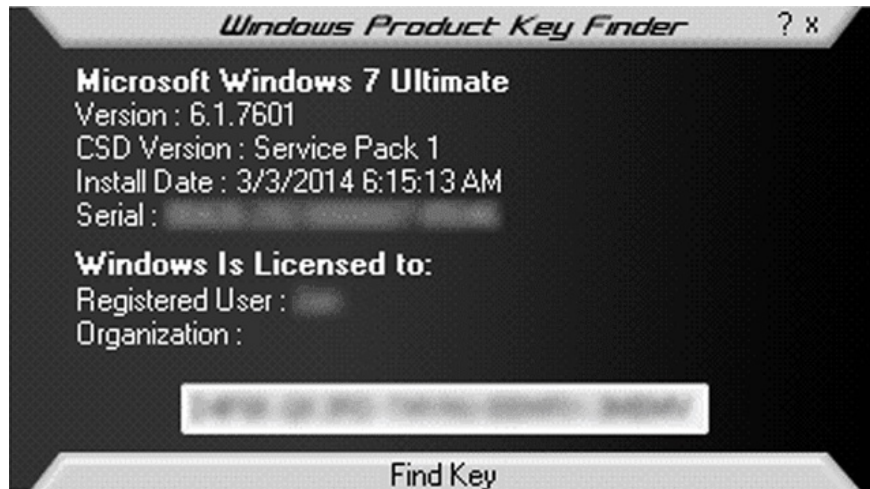 Windows Product Key Finder ? x
Microsoft Windows 7 Ultimate
Version : 6.1.7601
CSD Version : Service Pack 1
Install Date : 3/3/2014 6:15:13 AM
Serial :
Windows Is Licensed to:
Registered User :
Organization :
Find Key